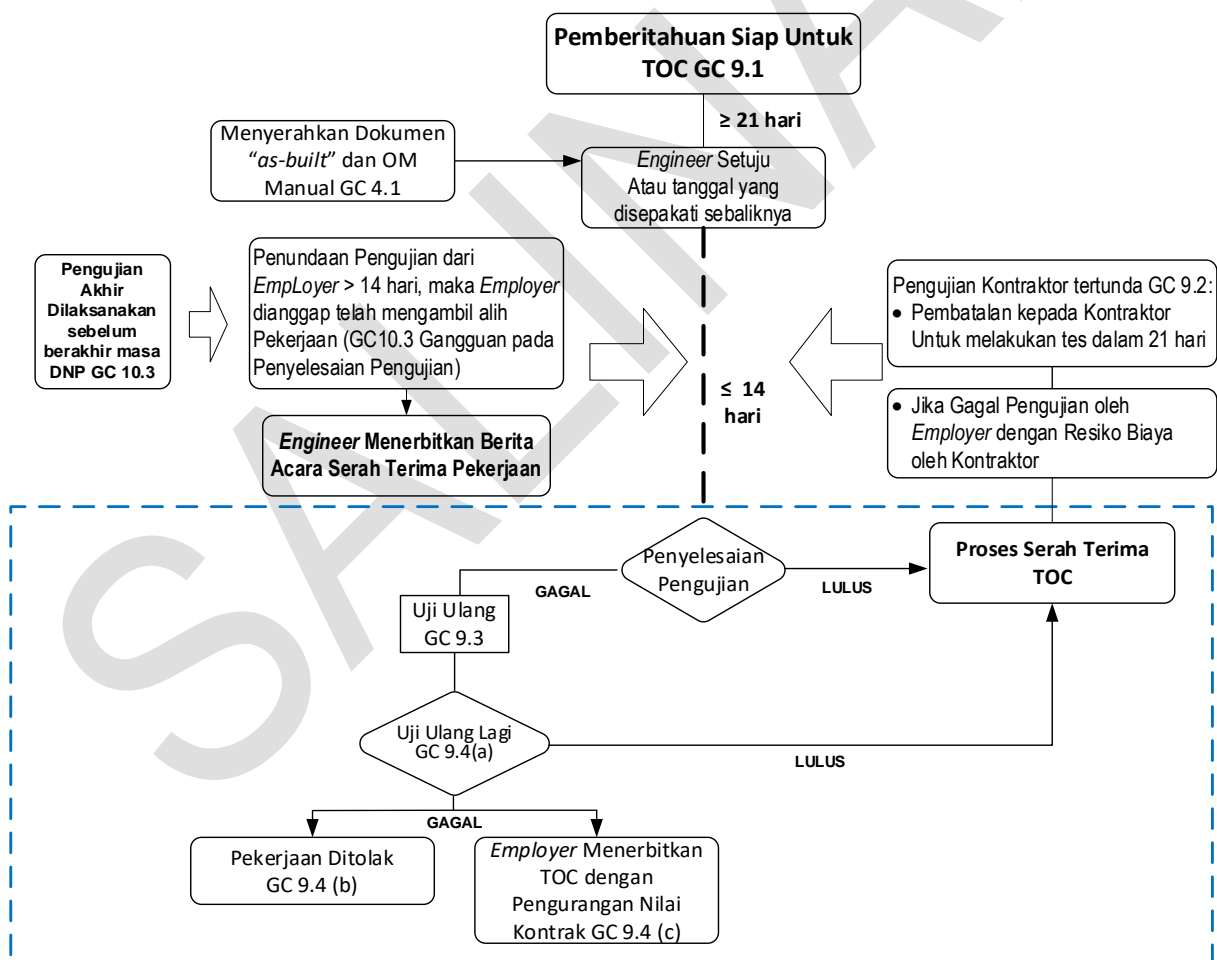 Pemberitahuan Siap Untuk
TOC GC 9.1
≥ 21 hari
Menyerahkan Dokumen
“as-built” dan OM
Manual GC 4.1
Engineer Setuju
Atau tanggal yang
disepakati sebaliknya
Pengujian
Akhir
Dilaksanakan
sebelum
berakhir masa
DNP GC 10.3
Penundaan Pengujian dari
EmpLoyer > 14 hari, maka Employer
dianggap telah mengambil alih
Pekerjaan (GC10.3 Gangguan pada
Penyelesaian Pengujian)
Engineer Menerbitkan Berita
Acara Serah Terima Pekerjaan
≤ 14
hari
Pengujian Kontraktor tertunda GC 9.2:
• Pembatalan kepada Kontraktor
Untuk melakukan tes dalam 21 hari
• Jika Gagal Pengujian oleh
Employer dengan Resiko Biaya
oleh Kontraktor
Penyelesaian
Pengujian
GAGAL
LULUS
Proses Serah Terima
TOC
Uji Ulang
GC 9.3
Uji Ulang Lagi
GC 9.4(a)
LULUS
GAGAL
Pekerjaan Ditolak
GC 9.4 (b)
Employer Menerbitkan
TOC dengan
Pengurangan Nilai
Kontrak GC 9.4 (c)
SALINA